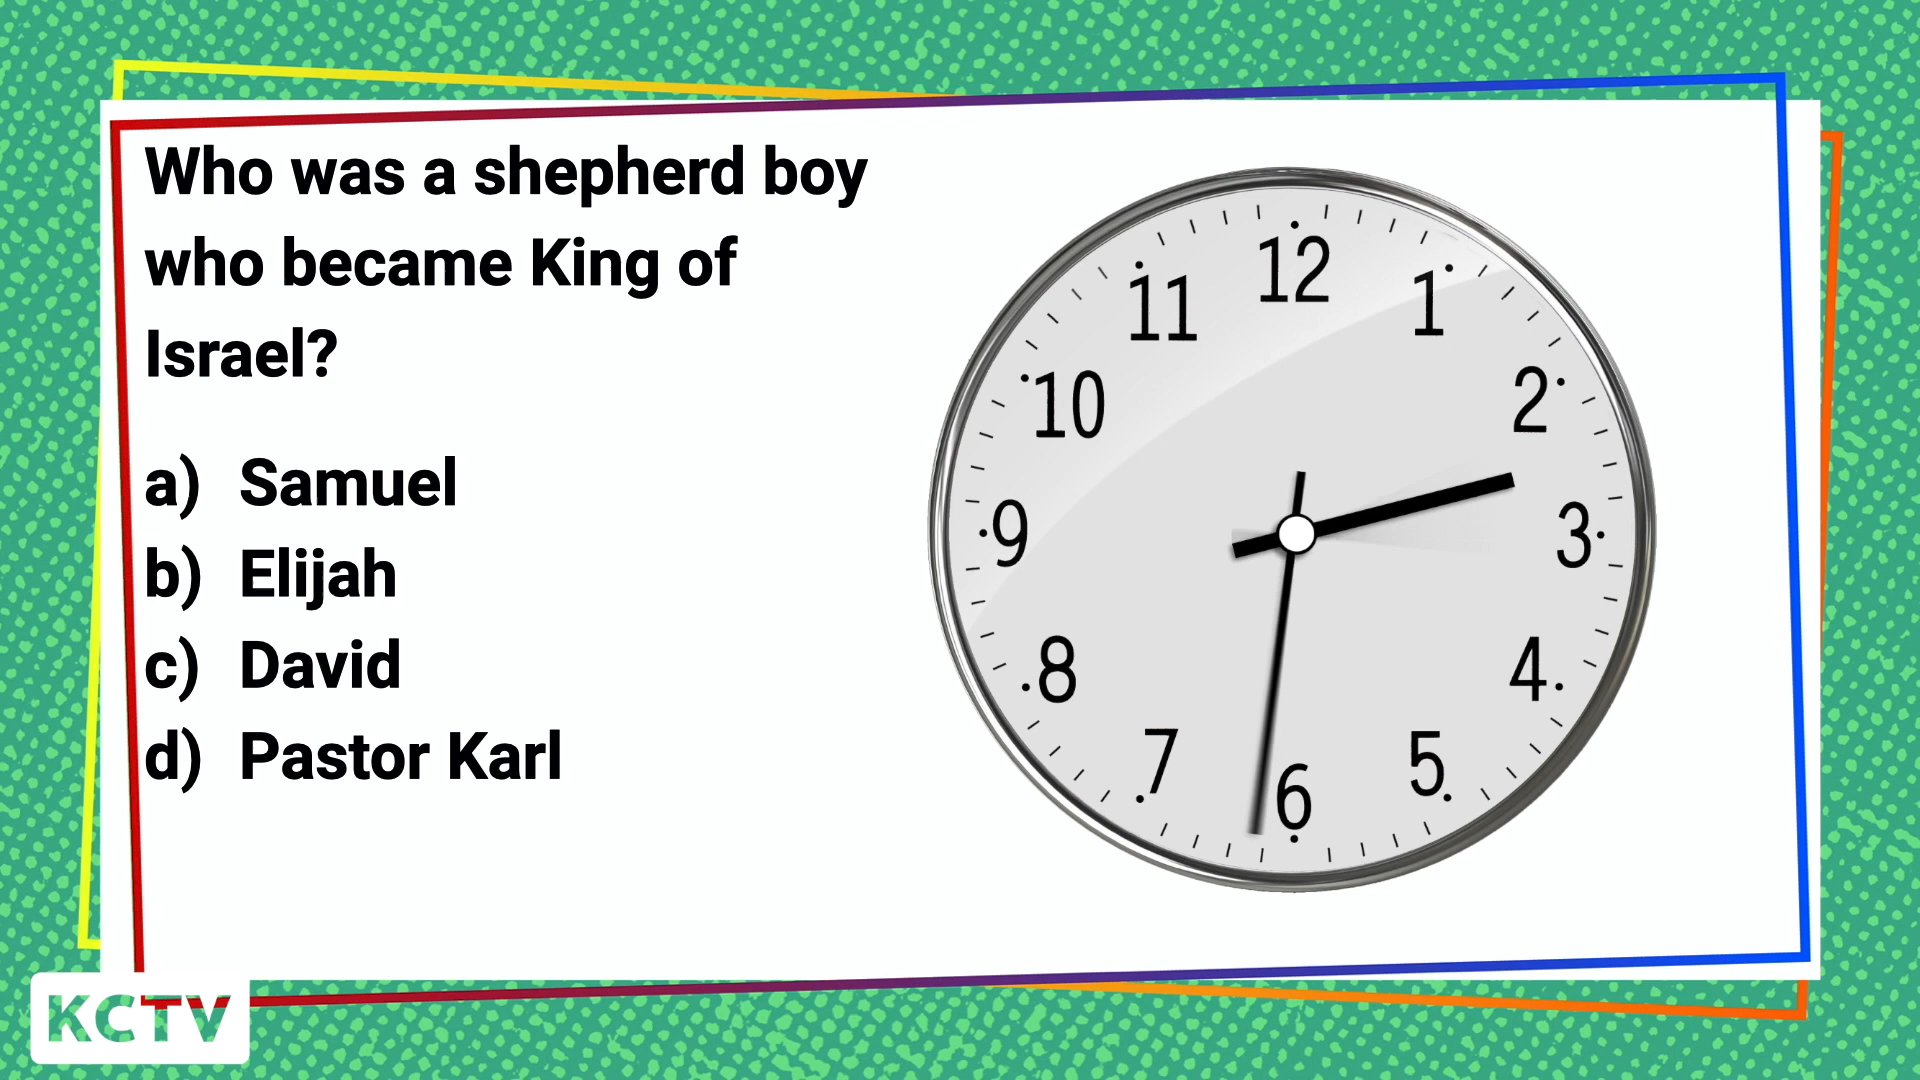 Who was a shepherd boy
who became King of
Israel?
a) Samuel
b) Elijah
c) David
d) Pastor Karl
12
1
2
3
4
5
6
7
8
9
10
11
KCTV